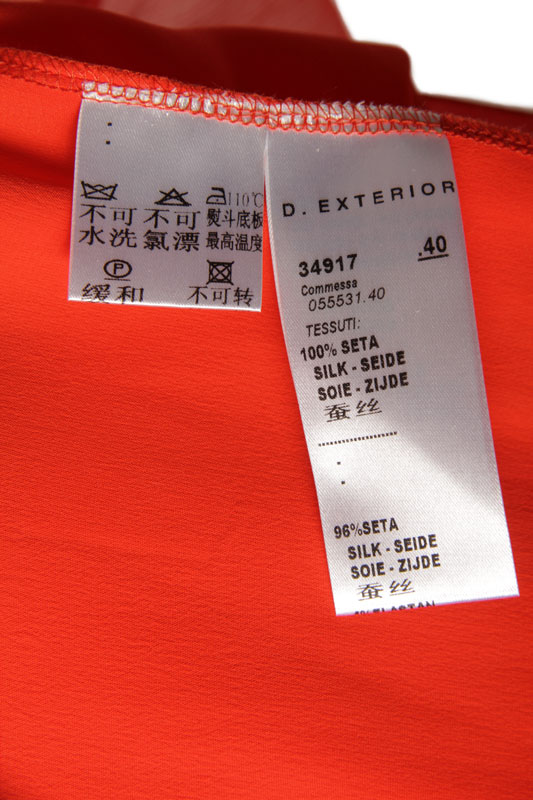 110℃
不可 不可 熨斗底板
水洗 氯漂 最高温度
P
缓和 不可转
D. EXTERIOR
.40
34917
Commessa
055531.40
TESSUTI:
100% SETA
SILK - SEIDE
SOIE - ZIJDE
蚕丝
96%SETA
SILK - SEIDE
SOIE - ZIJDE
蚕丝
ELASTAN